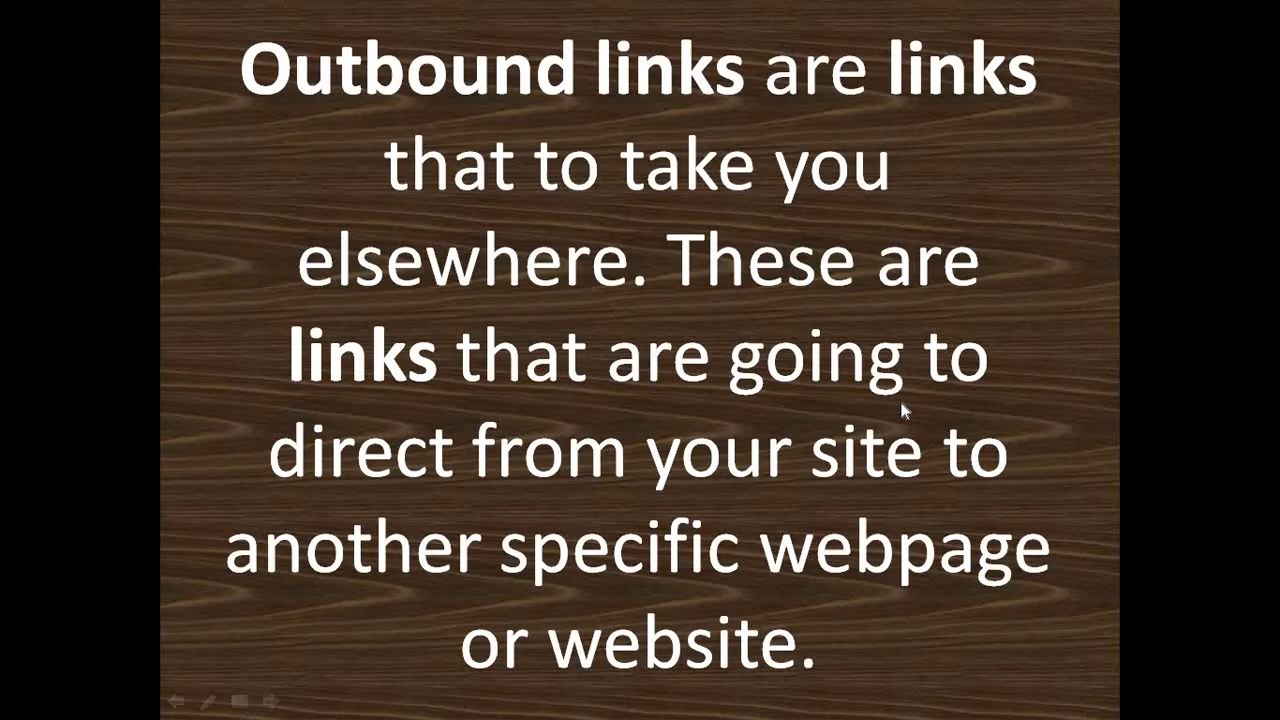 Outbound links are links
that to take you
elsewhere. These are
links that are going to
direct from your site to
another specific webpage
or website.